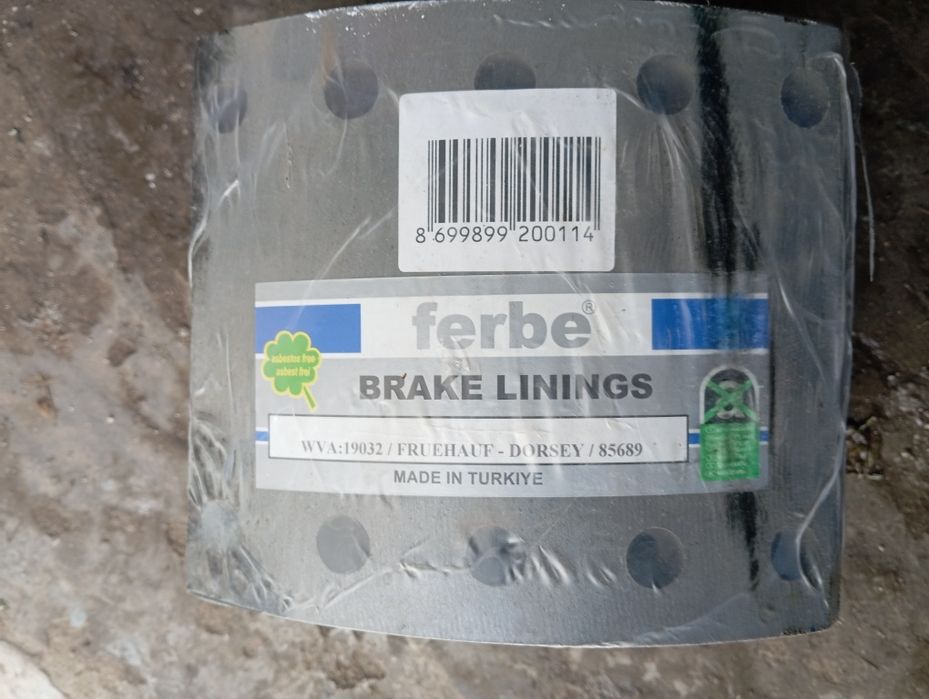 8 699899 200114
ferbe®
asbestos free
asbest frei
BRAKE LININGS
WVA:19032 / FRUEHAUF - DORSEY / 85689
MADE IN TURKIYE